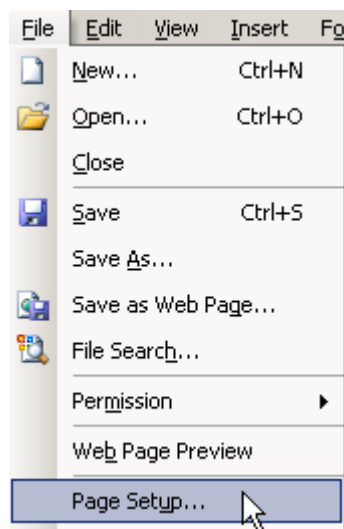 File Edit View Insert Fo
New... Ctrl+N
Open... Ctrl+O
Close
Save Ctrl+S
Save As...
Save as Web Page...
File Search...
Permission
Web Page Preview
Page Setup...